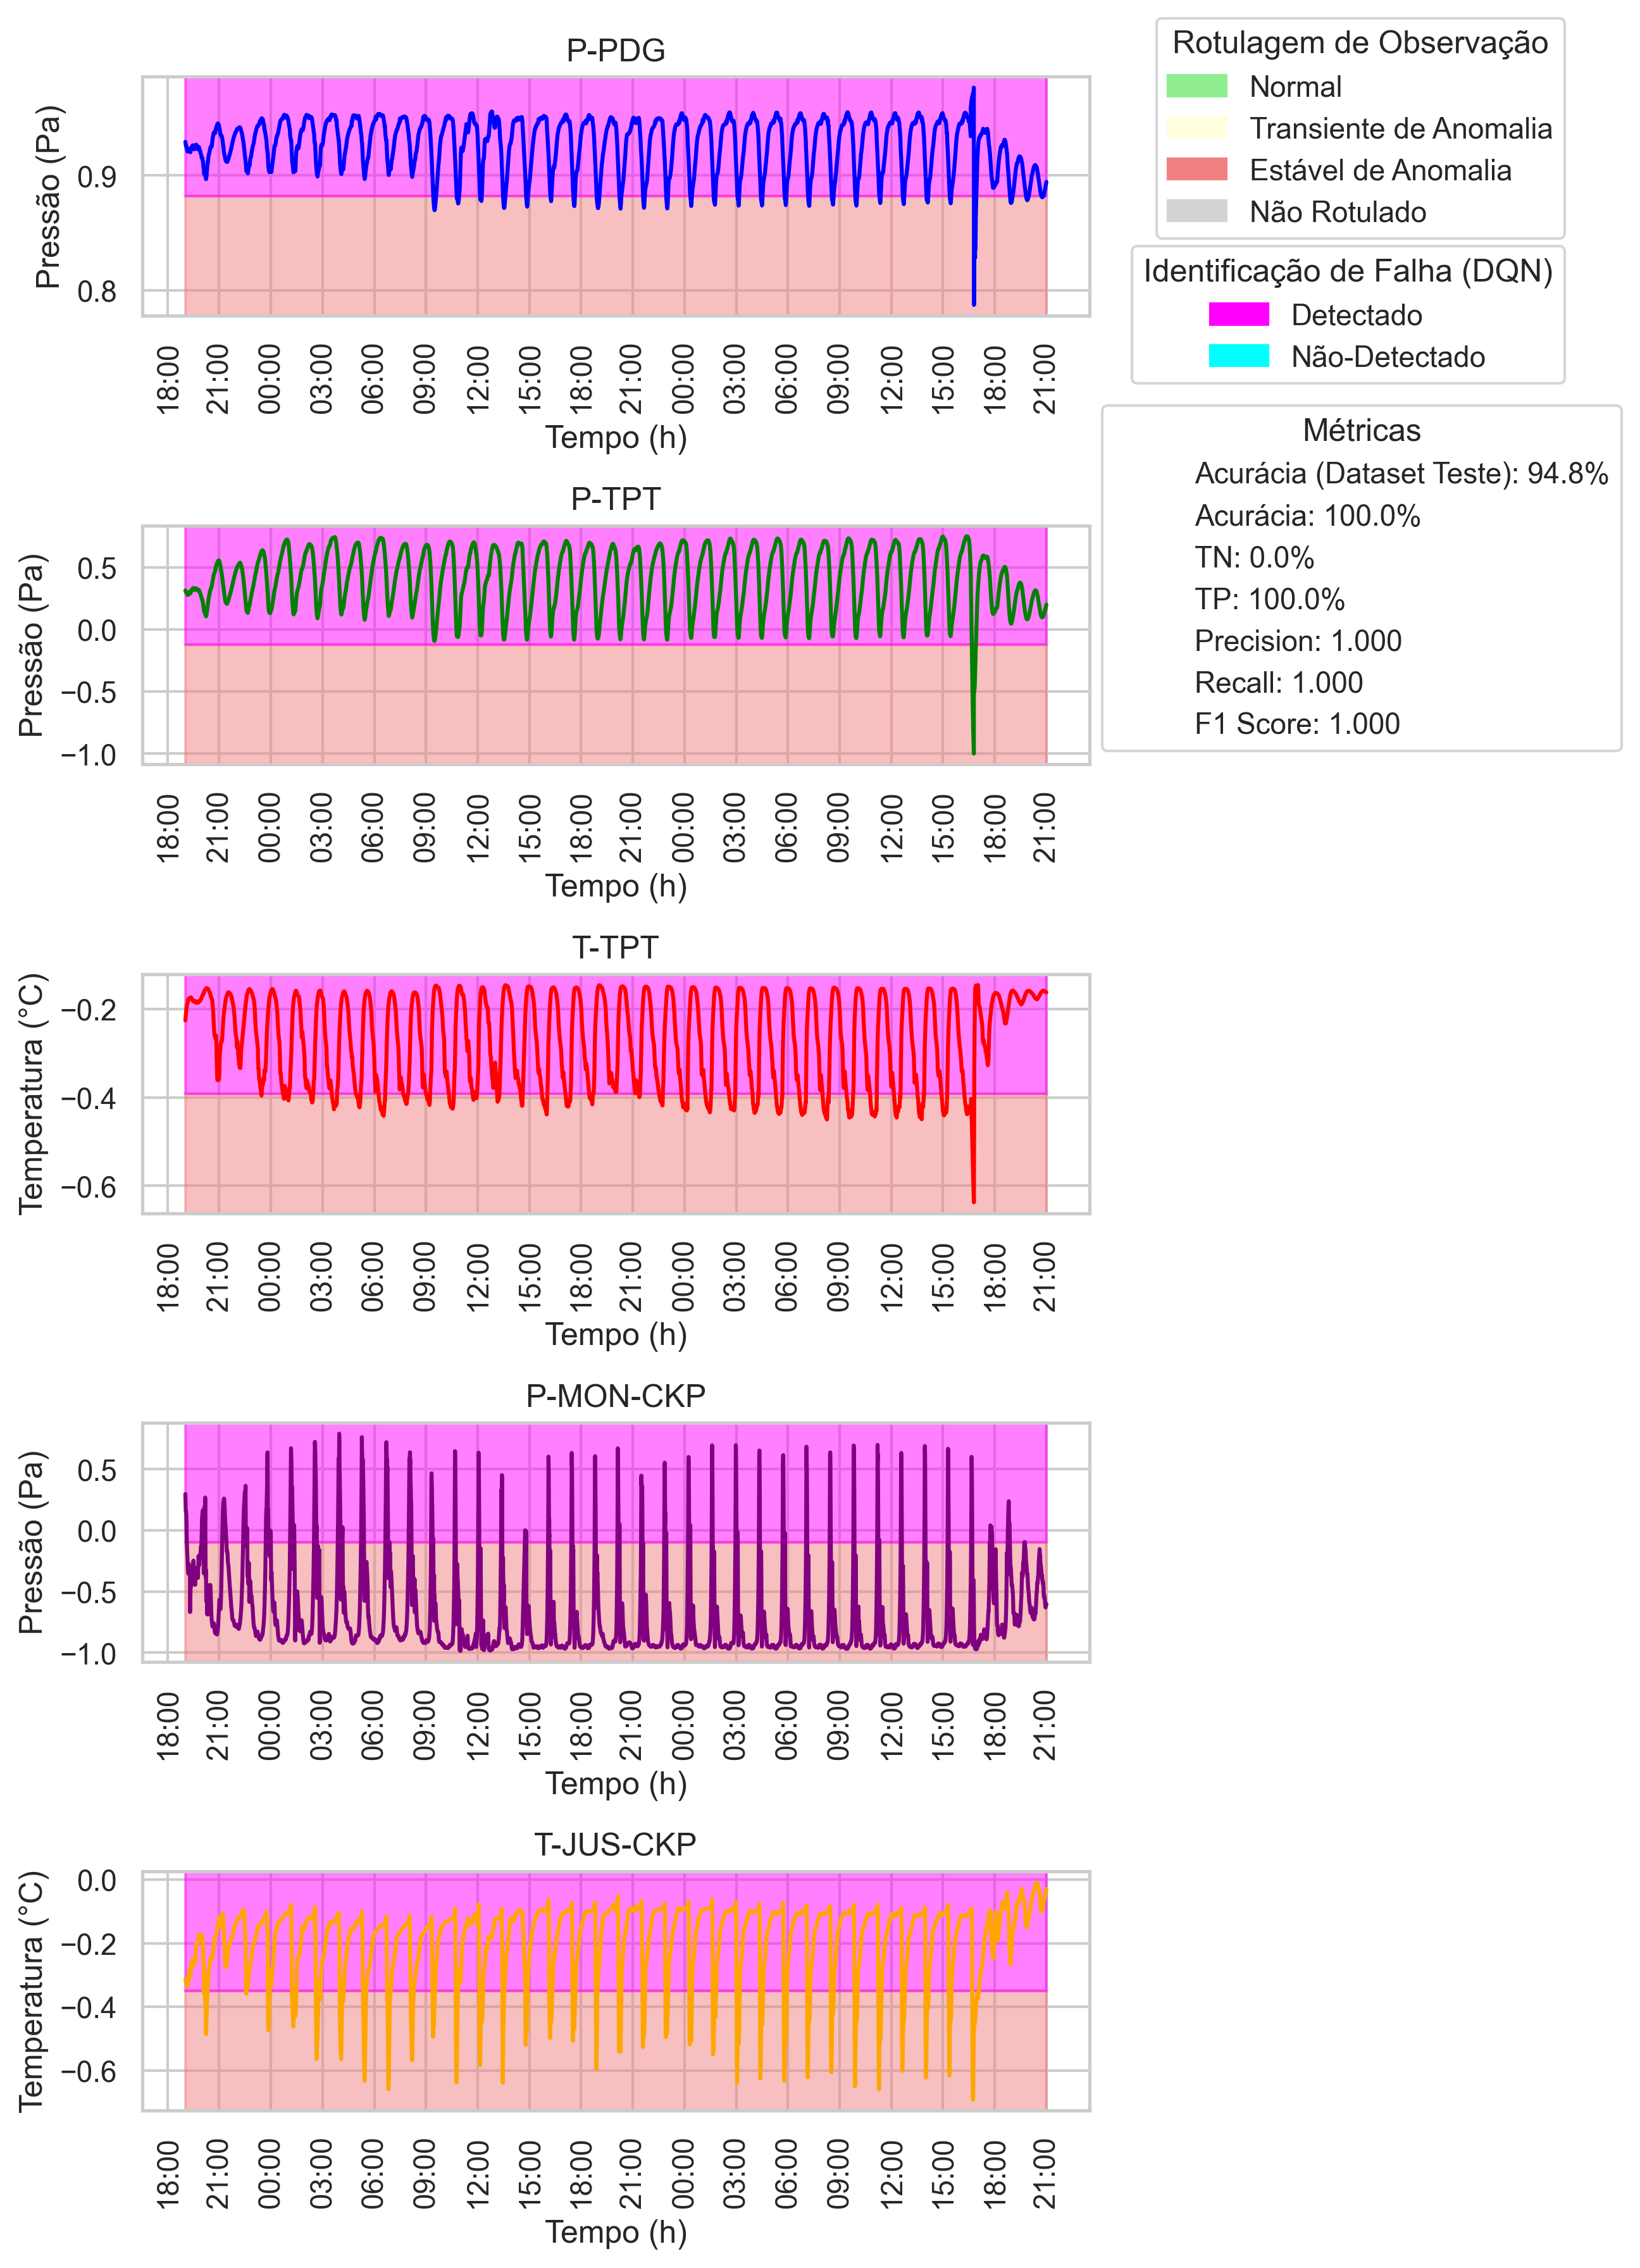 P-PDG
Pressão (Pa)
0.9
0.8
18:00 21:00 00:00 03:00 06:00 09:00 12:00 15:00 18:00 21:00 00:00 03:00 06:00 09:00 12:00 15:00 18:00 21:00
Tempo (h)
Rotulagem de Observação
Normal
Transiente de Anomalia
Estável de Anomalia
Não Rotulado
Identificação de Falha (DQN)
Detectado
Não-Detectado
Métricas
Acurácia (Dataset Teste): 94.8%
Acurácia: 100.0%
TN: 0.0%
TP: 100.0%
Precision: 1.000
Recall: 1.000
F1 Score: 1.000
P-TPT
Pressão (Pa)
0.5
0.0
−0.5
−1.0
18:00 21:00 00:00 03:00 06:00 09:00 12:00 15:00 18:00 21:00 00:00 03:00 06:00 09:00 12:00 15:00 18:00 21:00
Tempo (h)
T-TPT
Temperatura (°C)
−0.2
−0.4
−0.6
18:00 21:00 00:00 03:00 06:00 09:00 12:00 15:00 18:00 21:00 00:00 03:00 06:00 09:00 12:00 15:00 18:00 21:00
Tempo (h)
P-MON-CKP
Pressão (Pa)
0.5
0.0
−0.5
−1.0
18:00 21:00 00:00 03:00 06:00 09:00 12:00 15:00 18:00 21:00 00:00 03:00 06:00 09:00 12:00 15:00 18:00 21:00
Tempo (h)
T-JUS-CKP
Temperatura (°C)
0.0
−0.2
−0.4
−0.6
18:00 21:00 00:00 03:00 06:00 09:00 12:00 15:00 18:00 21:00 00:00 03:00 06:00 09:00 12:00 15:00 18:00 21:00
Tempo (h)